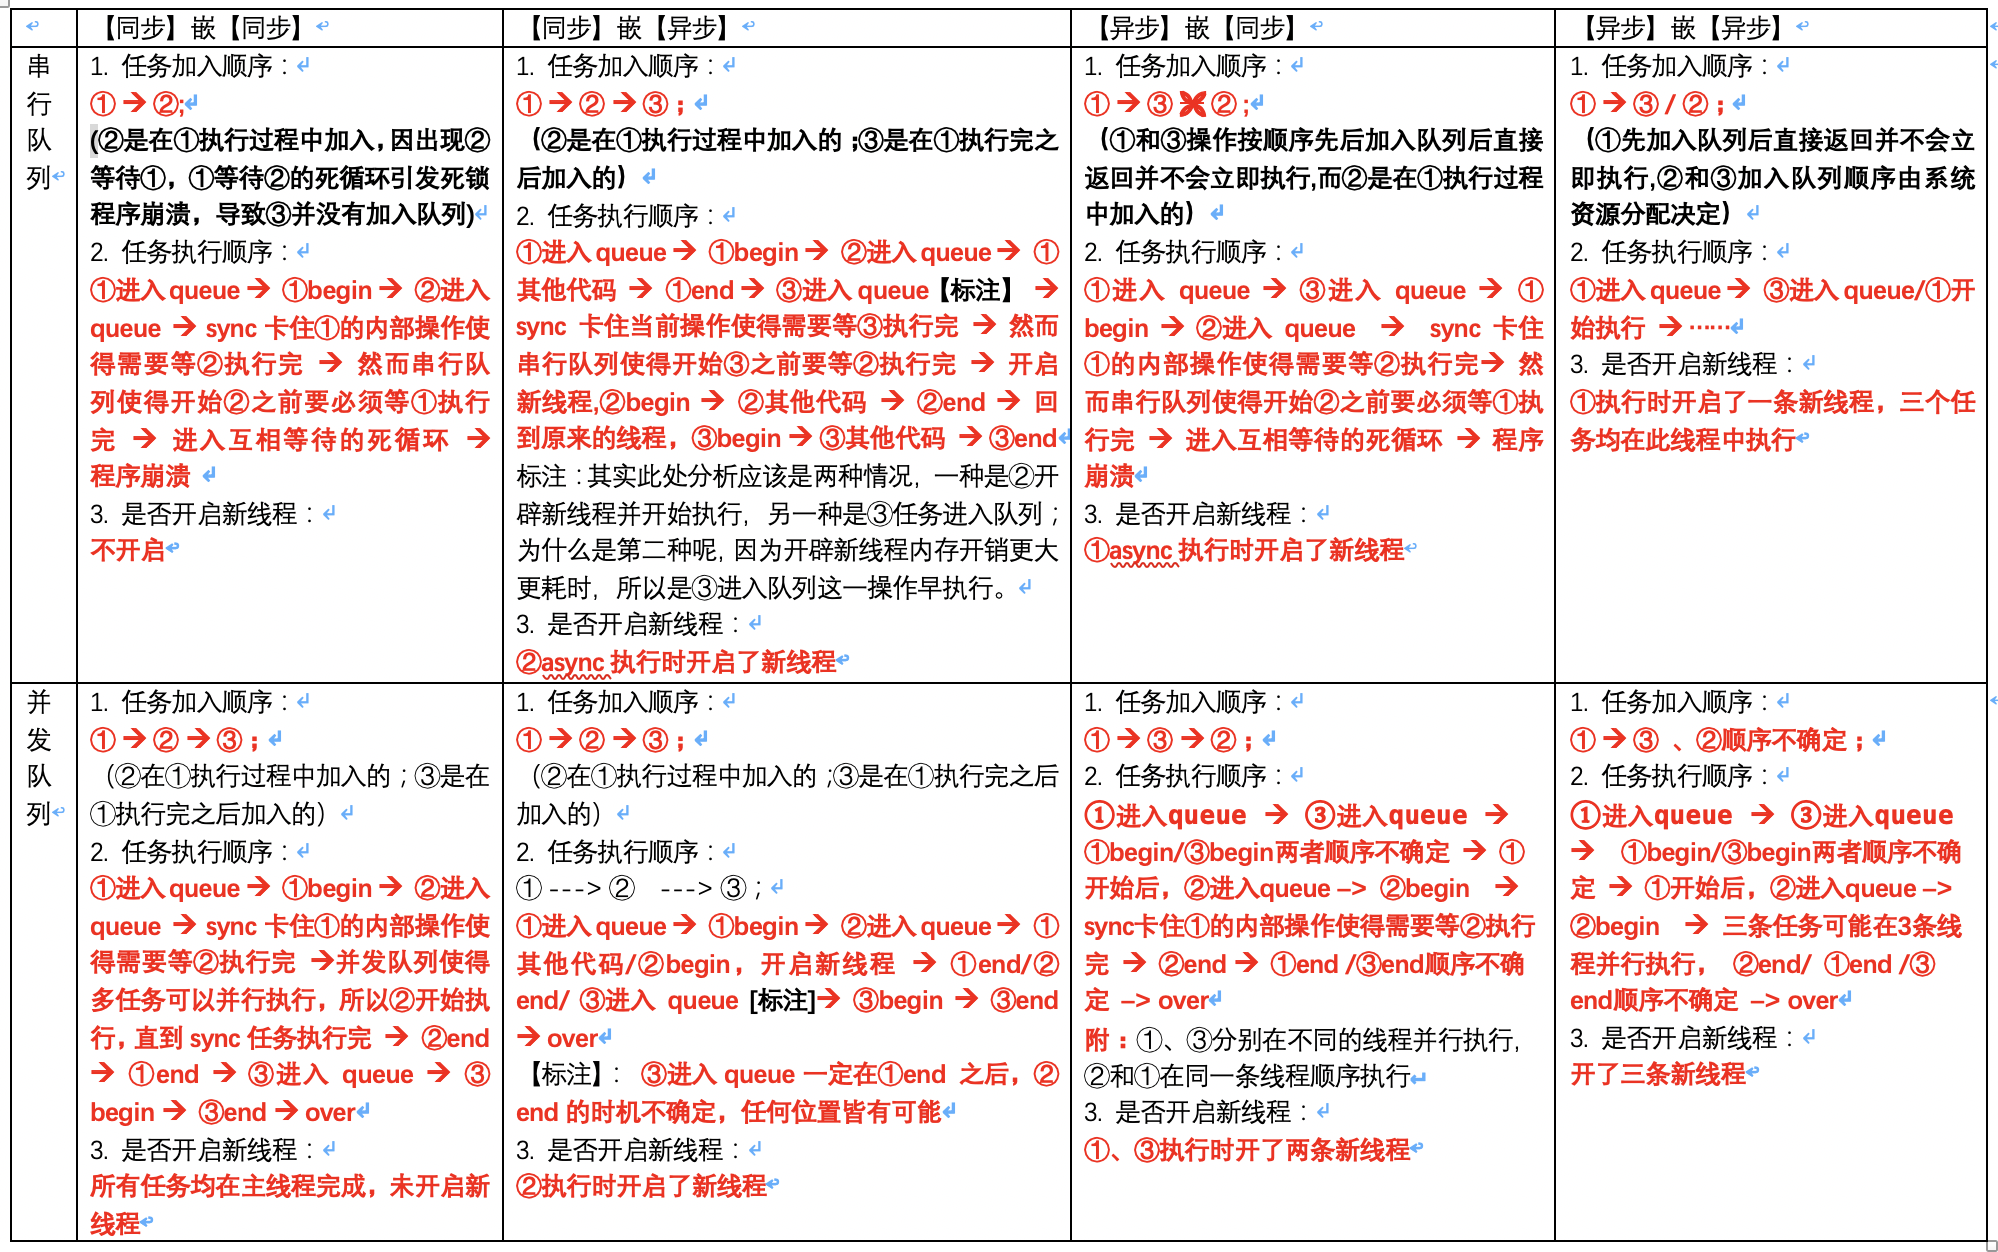 【同步】嵌【同步】
【同步】嵌【异步】
【异步】嵌【同步】
【异步】嵌【异步】
串
行
队
列
1. 任务加入顺序：
① → ②;
(②是在①执行过程中加入,因出现②
等待①，①等待②的死循环引发死锁
程序崩溃，导致③并没有加入队列)
2. 任务执行顺序：
①进入 queue → ①begin → ②进入
queue → sync 卡住①的内部操作使
得需要等②执行完 → 然而串行队
列使得开始②之前要必须等①执行
完 → 进入互相等待的死循环 →
程序崩溃
3. 是否开启新线程：
不开启
1. 任务加入顺序：
① → ② → ③；
（②是在①执行过程中加入的；③是在①执行完之
后加入的）
2. 任务执行顺序：
①进入 queue → ①begin → ②进入 queue → ①
其他代码 → ①end → ③进入 queue【标注】 →
sync 卡住当前操作使得需要等③执行完 → 然而
串行队列使得开始③之前要等②执行完 → 开启
新线程,②begin → ②其他代码 → ②end → 回
到原来的线程，③begin → ③其他代码 → ③end
标注：其实此处分析应该是两种情况，一种是②开
辟新线程并开始执行，另一种是③任务进入队列；
为什么是第二种呢，因为开辟新线程内存开销更大
更耗时，所以是③进入队列这一操作早执行。
3. 是否开启新线程：
②async 执行时开启了新线程
1. 任务加入顺序：
① → ③ ✖ ②;
（①和③操作按顺序先后加入队列后直接
返回并不会立即执行,而②是在①执行过程
中加入的）
2. 任务执行顺序：
①进入 queue → ③进入 queue → ①
begin → ②进入 queue → sync 卡住
①的内部操作使得需要等②执行完→ 然
而串行队列使得开始②之前要必须等①执
行完 → 进入互相等待的死循环 → 程序
崩溃
3. 是否开启新线程：
①async 执行时开启了新线程
1. 任务加入顺序：
① → ③ / ②；
（①先加入队列后直接返回并不会立
即执行,②和③加入队列顺序由系统
资源分配决定）
2. 任务执行顺序：
①进入 queue → ③进入 queue/①开
始执行 → ……
3. 是否开启新线程：
①执行时开启了一条新线程，三个任
务均在此线程中执行
并
发
队
列
1. 任务加入顺序：
① → ② → ③；
（②在①执行过程中加入的；③是在
①执行完之后加入的）
2. 任务执行顺序：
①进入 queue → ①begin → ②进入
queue → sync 卡住①的内部操作使
得需要等②执行完 →并发队列使得
多任务可以并行执行，所以②开始执
行，直到 sync 任务执行完 → ②end
→ ①end → ③进入 queue → ③
begin → ③end → over
3. 是否开启新线程：
所有任务均在主线程完成，未开启新
线程
1. 任务加入顺序：
① → ② → ③；
（②在①执行过程中加入的；③是在①执行完之后
加入的）
2. 任务执行顺序：
① ---> ② ---> ③；
①进入 queue → ①begin → ②进入 queue → ①
其他代码/②begin，开启新线程 → ①end/②
end/ ③进入 queue [标注]→ ③begin → ③end
→ over
【标注】： ③进入 queue 一定在①end 之后，②
end 的时机不确定，任何位置皆有可能
3. 是否开启新线程：
②执行时开启了新线程
1. 任务加入顺序：
① → ③ → ②；
2. 任务执行顺序：
①进入queue → ③进入queue →
①begin/③begin两者顺序不确定 → ①
开始后，②进入queue –> ②begin →
sync卡住①的内部操作使得需要等②执行
完 → ②end → ①end /③end顺序不确
定 –> over
附：①、③分别在不同的线程并行执行，
②和①在同一条线程顺序执行
3. 是否开启新线程：
①、③执行时开了两条新线程
1. 任务加入顺序：
① → ③ 、②顺序不确定；
2. 任务执行顺序：
①进入queue → ③进入queue
→ ①begin/③begin两者顺序不确
定 → ①开始后，②进入queue –>
②begin → 三条任务可能在3条线
程并行执行， ②end/ ①end /③
end顺序不确定 –> over
3. 是否开启新线程：
开了三条新线程